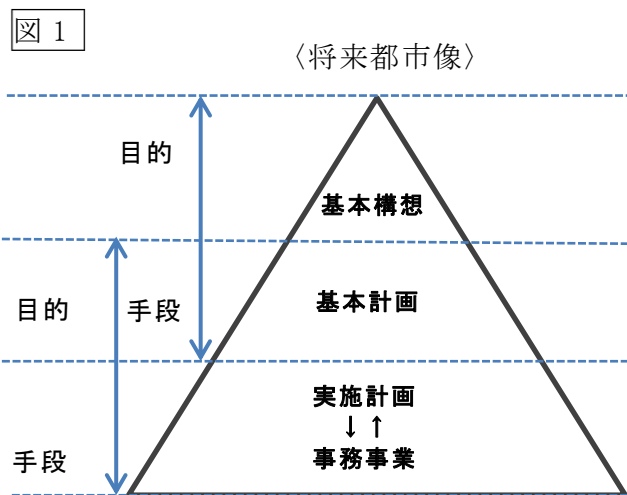 図 1
〈将来都市像〉
目的
基本構想
目的
手段
基本計画
実施計画
↓ ↑
手段
事務事業